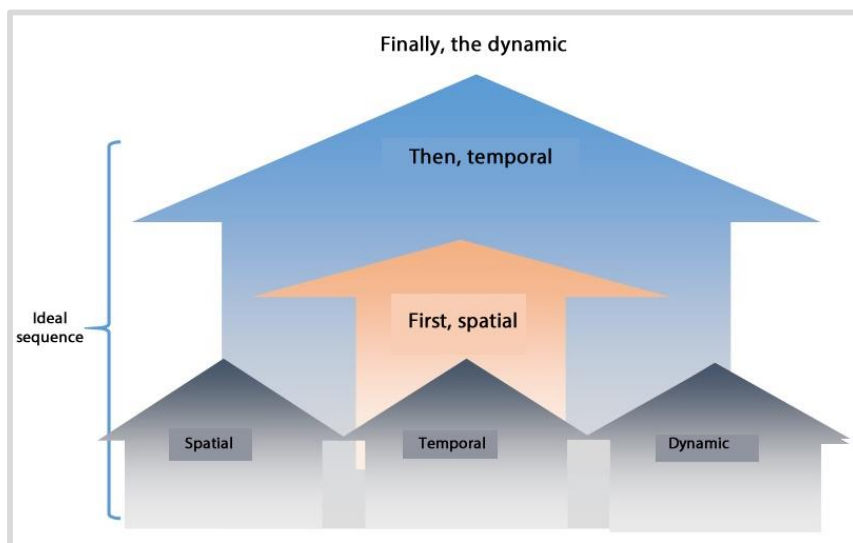 Finally, the dynamic
Then, temporal
First, spatial
Ideal
sequence
Spatial
Temporal
Dynamic